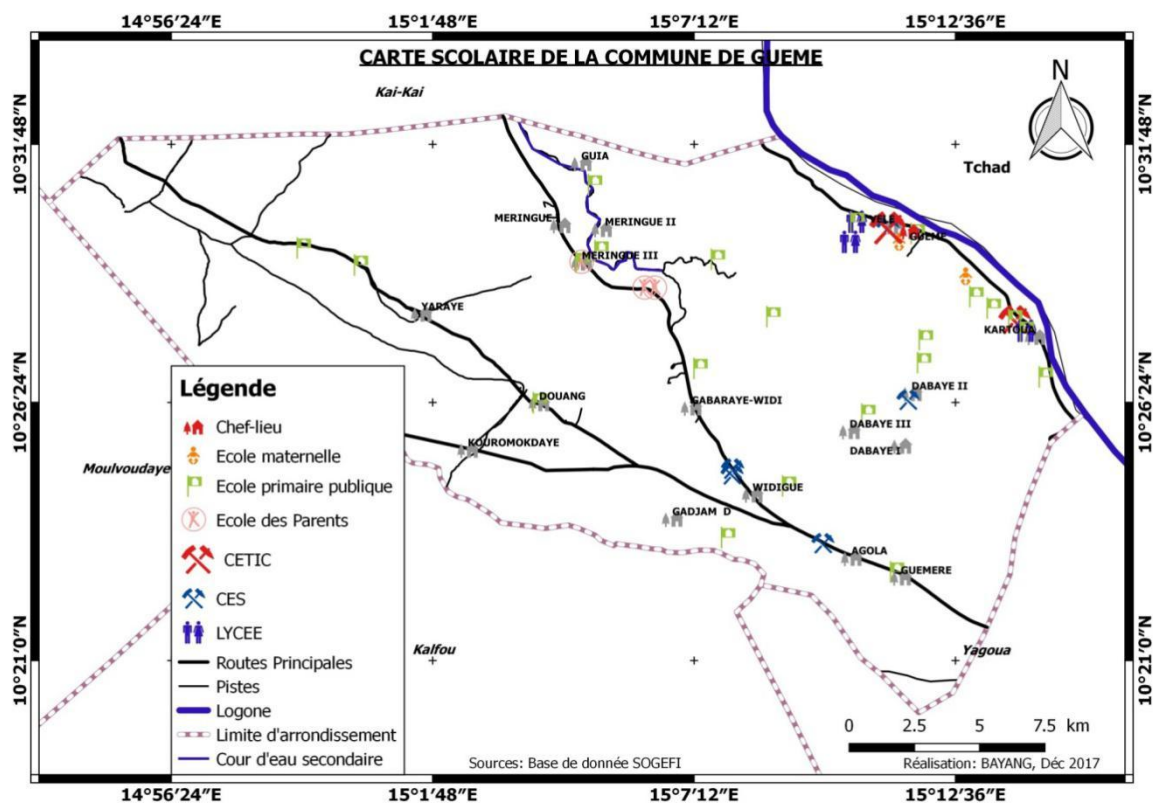 14°56′24″E 15°1′48″E 15°7′12″E 15°12′36″E
CARTE SCOLAIRE DE LA COMMUNE DE GUEME
Kai-Kai
N
10°31′48″N
10°31′48″N
Tchad
GUIA
MERINGUE
MERINGUE II
YELE
GUEME
MERINGUE III
YARAYE
KARTOUA
10°26′24″N
10°26′24″N
DABAYE II
DOUANG
GABARAYE-WIDI
DABAYE III
DABAYE I
KOUROMOKDAYE
Moulvoudaye
WIDIGUE
GADJAM D
AGOLA
GUEMERE
Kalfou
Yagoua
10°21′0″N
10°21′0″N
Légende
Chef-lieu
Ecole maternelle
Ecole primaire publique
Ecole des Parents
CETIC
CES
LYCEE
Routes Principales
Pistes
Logone
Limite d'arrondissement
Cour d'eau secondaire
0 2.5 5 7.5 km
Sources: Base de donnée SOGEFI
Réalisation: BAYANG, Déc 2017
14°56′24″E 15°1′48″E 15°7′12″E 15°12′36″E